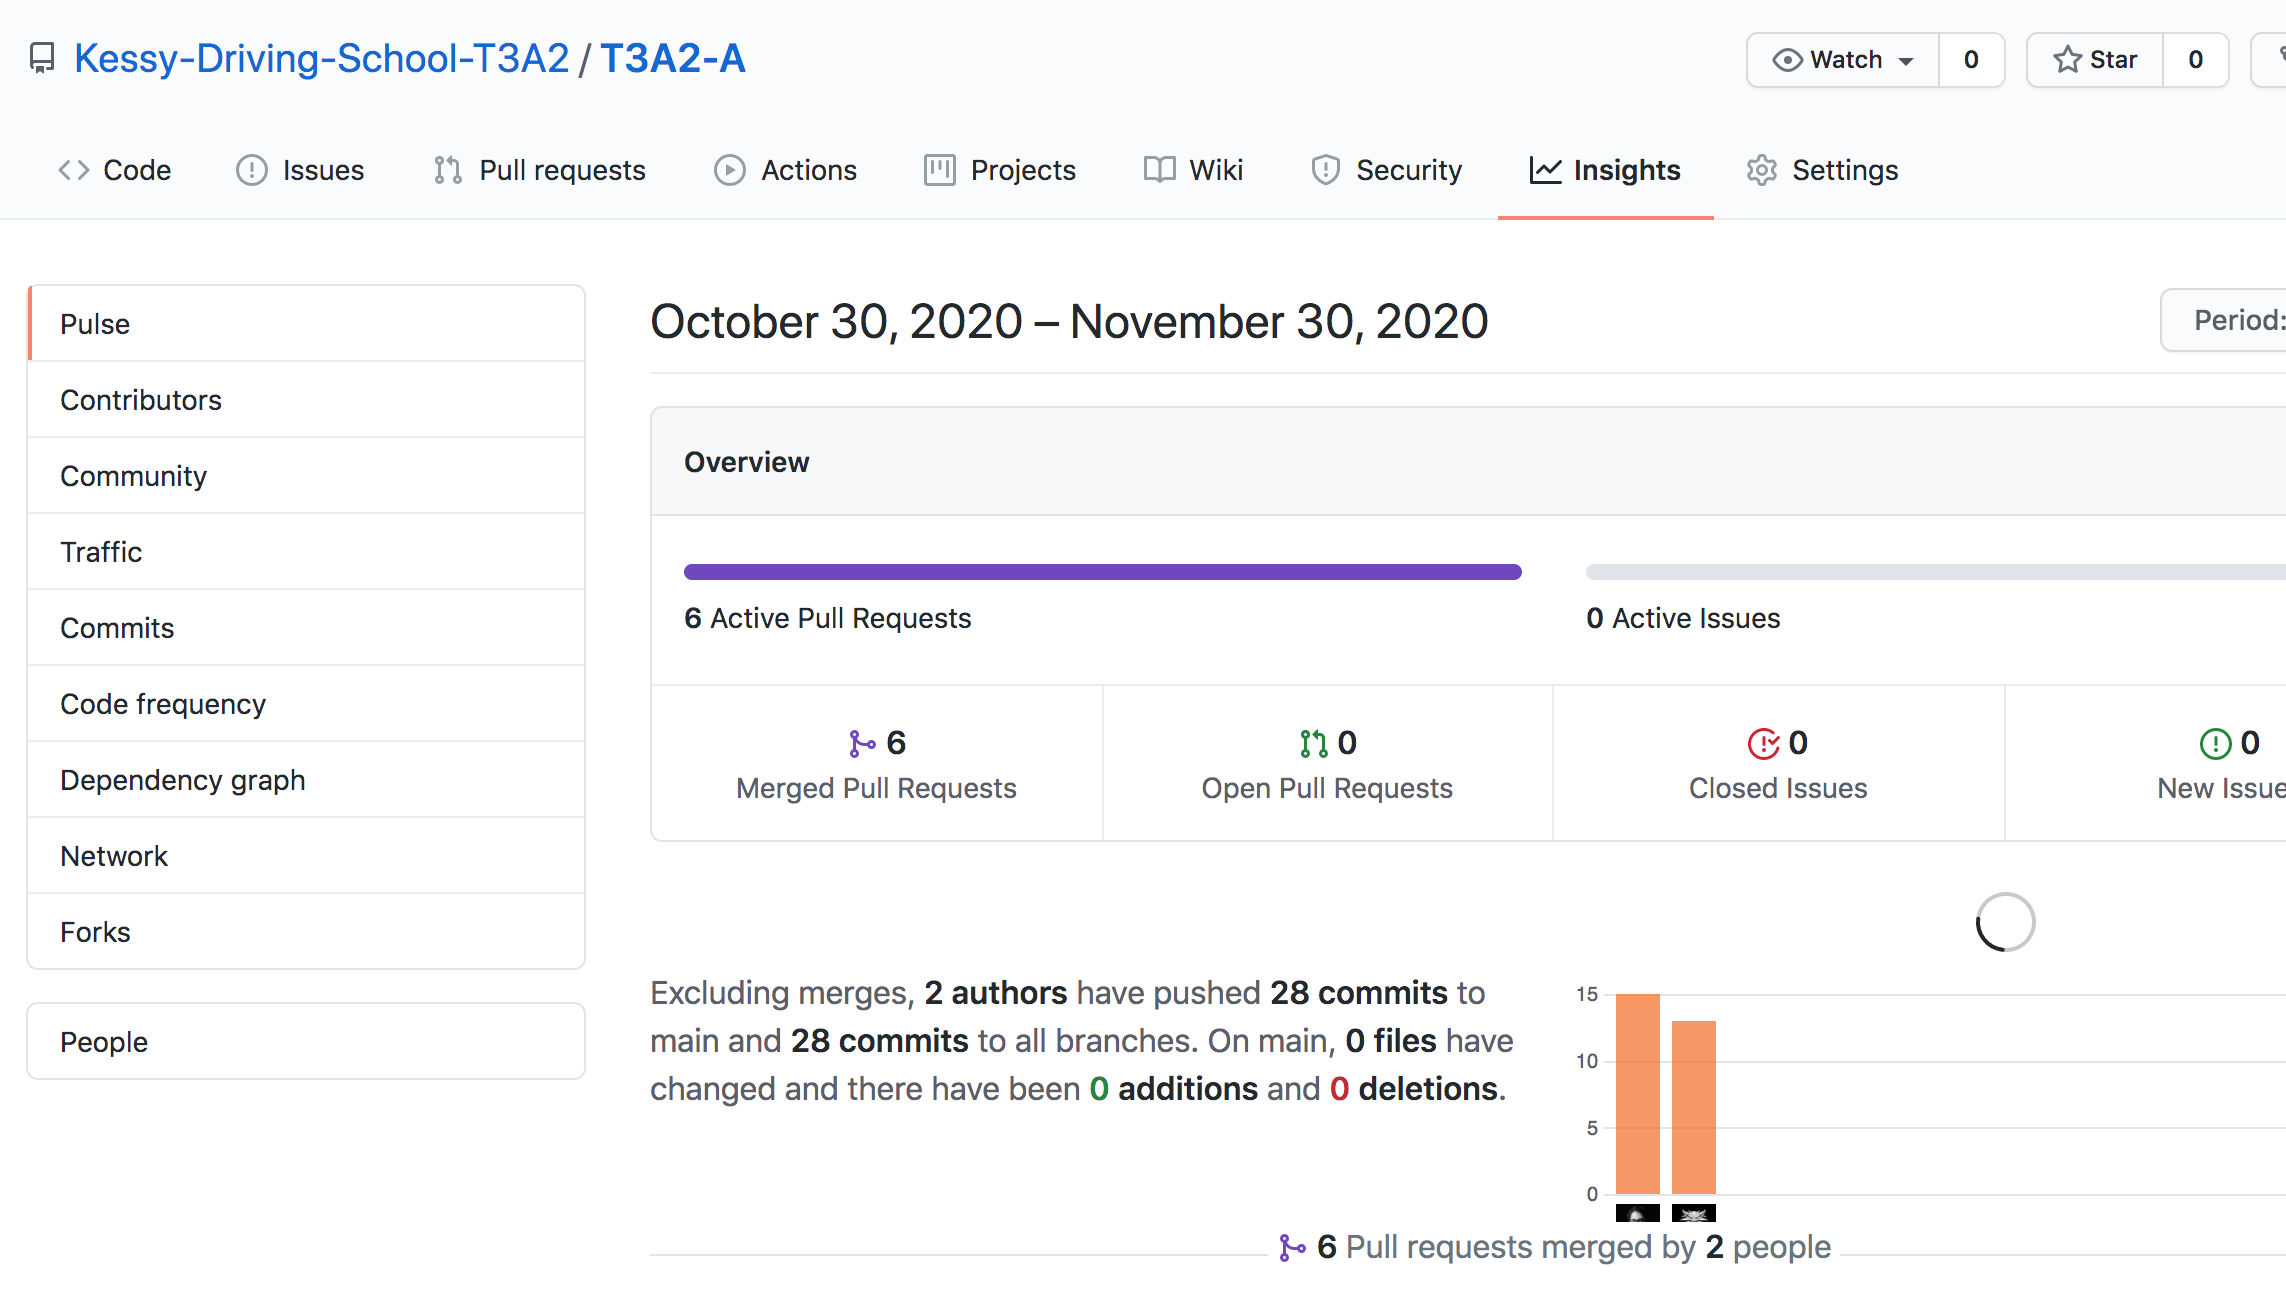 Kessy-Driving-School-T3A2 / T3A2-A
Watch 0
Star 0
Code
Issues
Pull requests
Actions
Projects
Wiki
Security
Insights
Settings
Pulse
Contributors
Community
Traffic
Commits
Code frequency
Dependency graph
Network
Forks
People
October 30, 2020 – November 30, 2020
Period:
Overview
6 Active Pull Requests
0 Active Issues
6
Merged Pull Requests
0
Open Pull Requests
0
Closed Issues
0
New Issue
Excluding merges, 2 authors have pushed 28 commits to
main and 28 commits to all branches. On main, 0 files have
changed and there have been 0 additions and 0 deletions.
15
10
5
0
6 Pull requests merged by 2 people